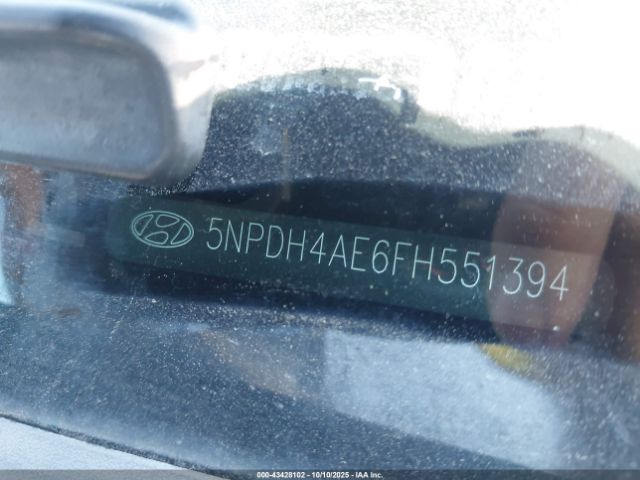 5NPDH4AE6FH551394
000-43428102 • 10/10/2025 • IAA Inc.